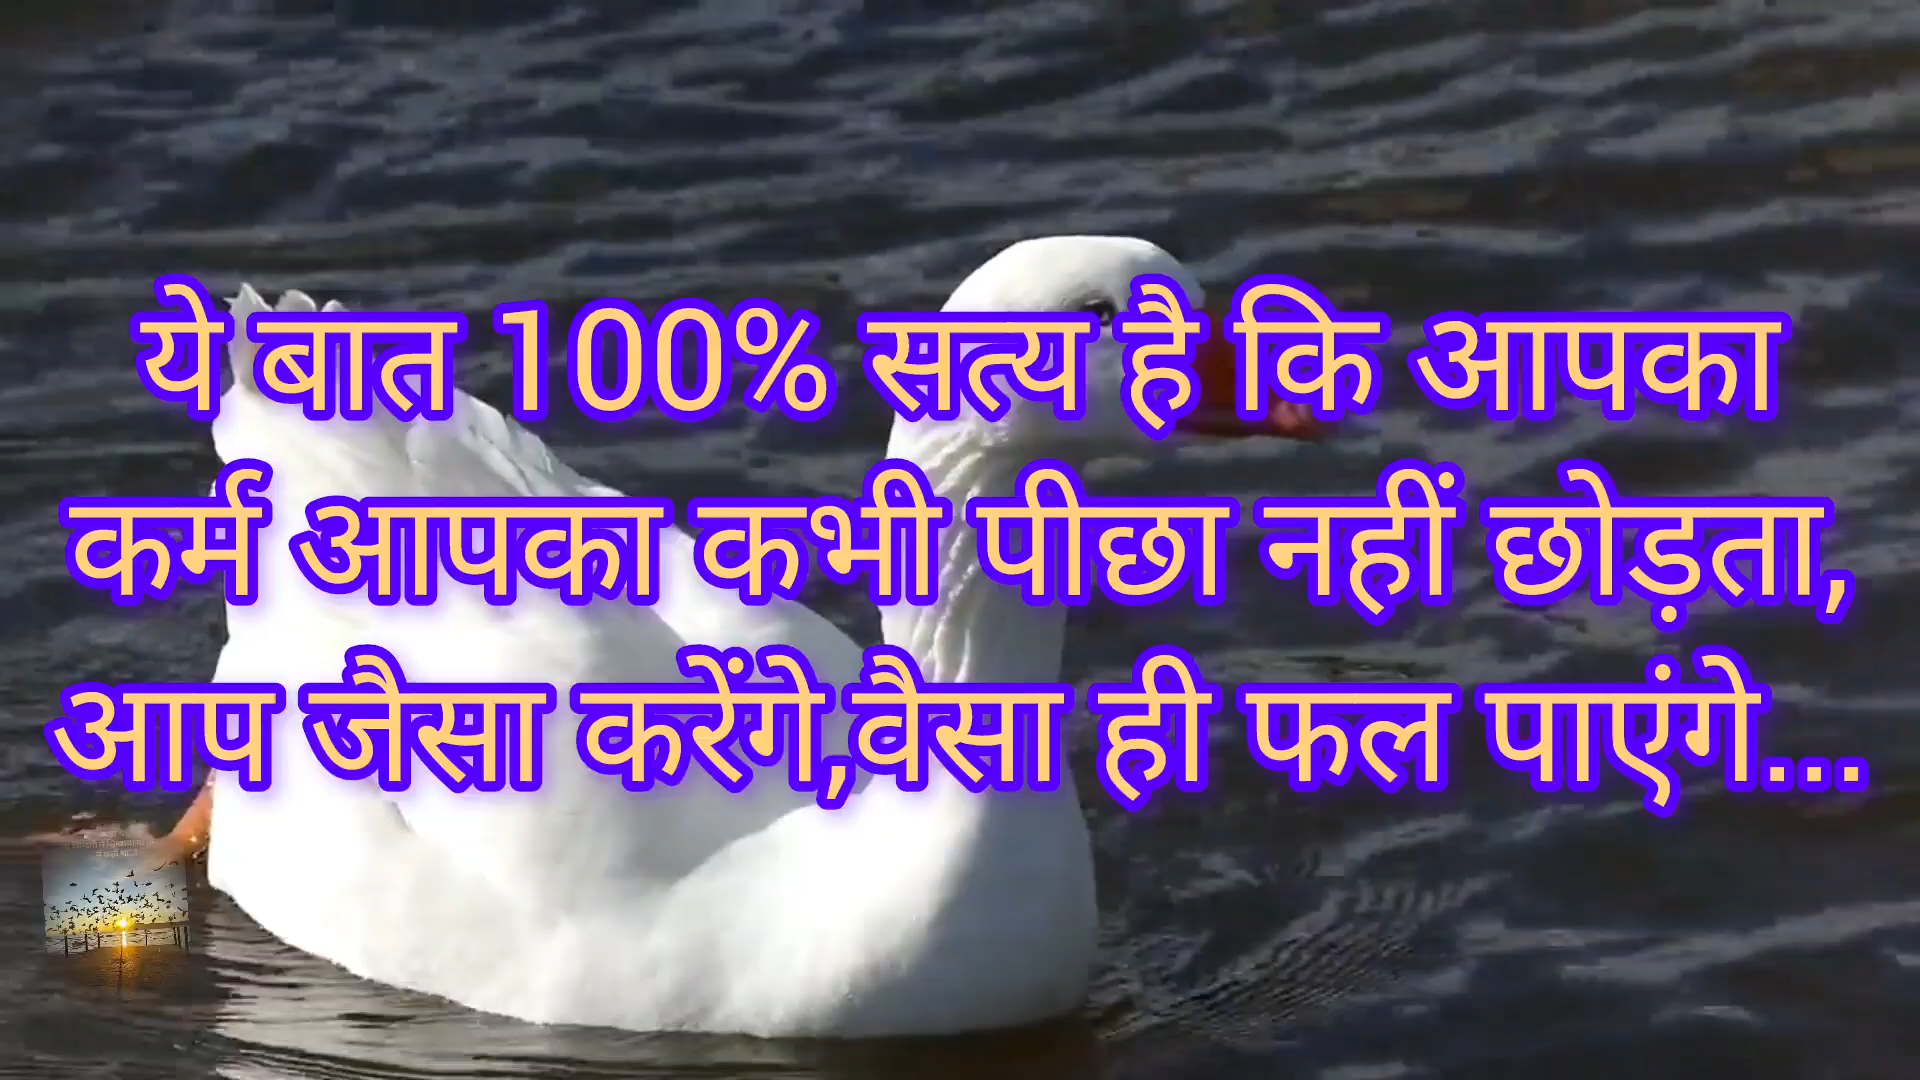 ये बात 100% सत्य है कि आपका
कर्म आपका कभी पीछा नहीं छोड़ता,
आप जैसा करेंगे,वैसा ही फल पाएंगे...